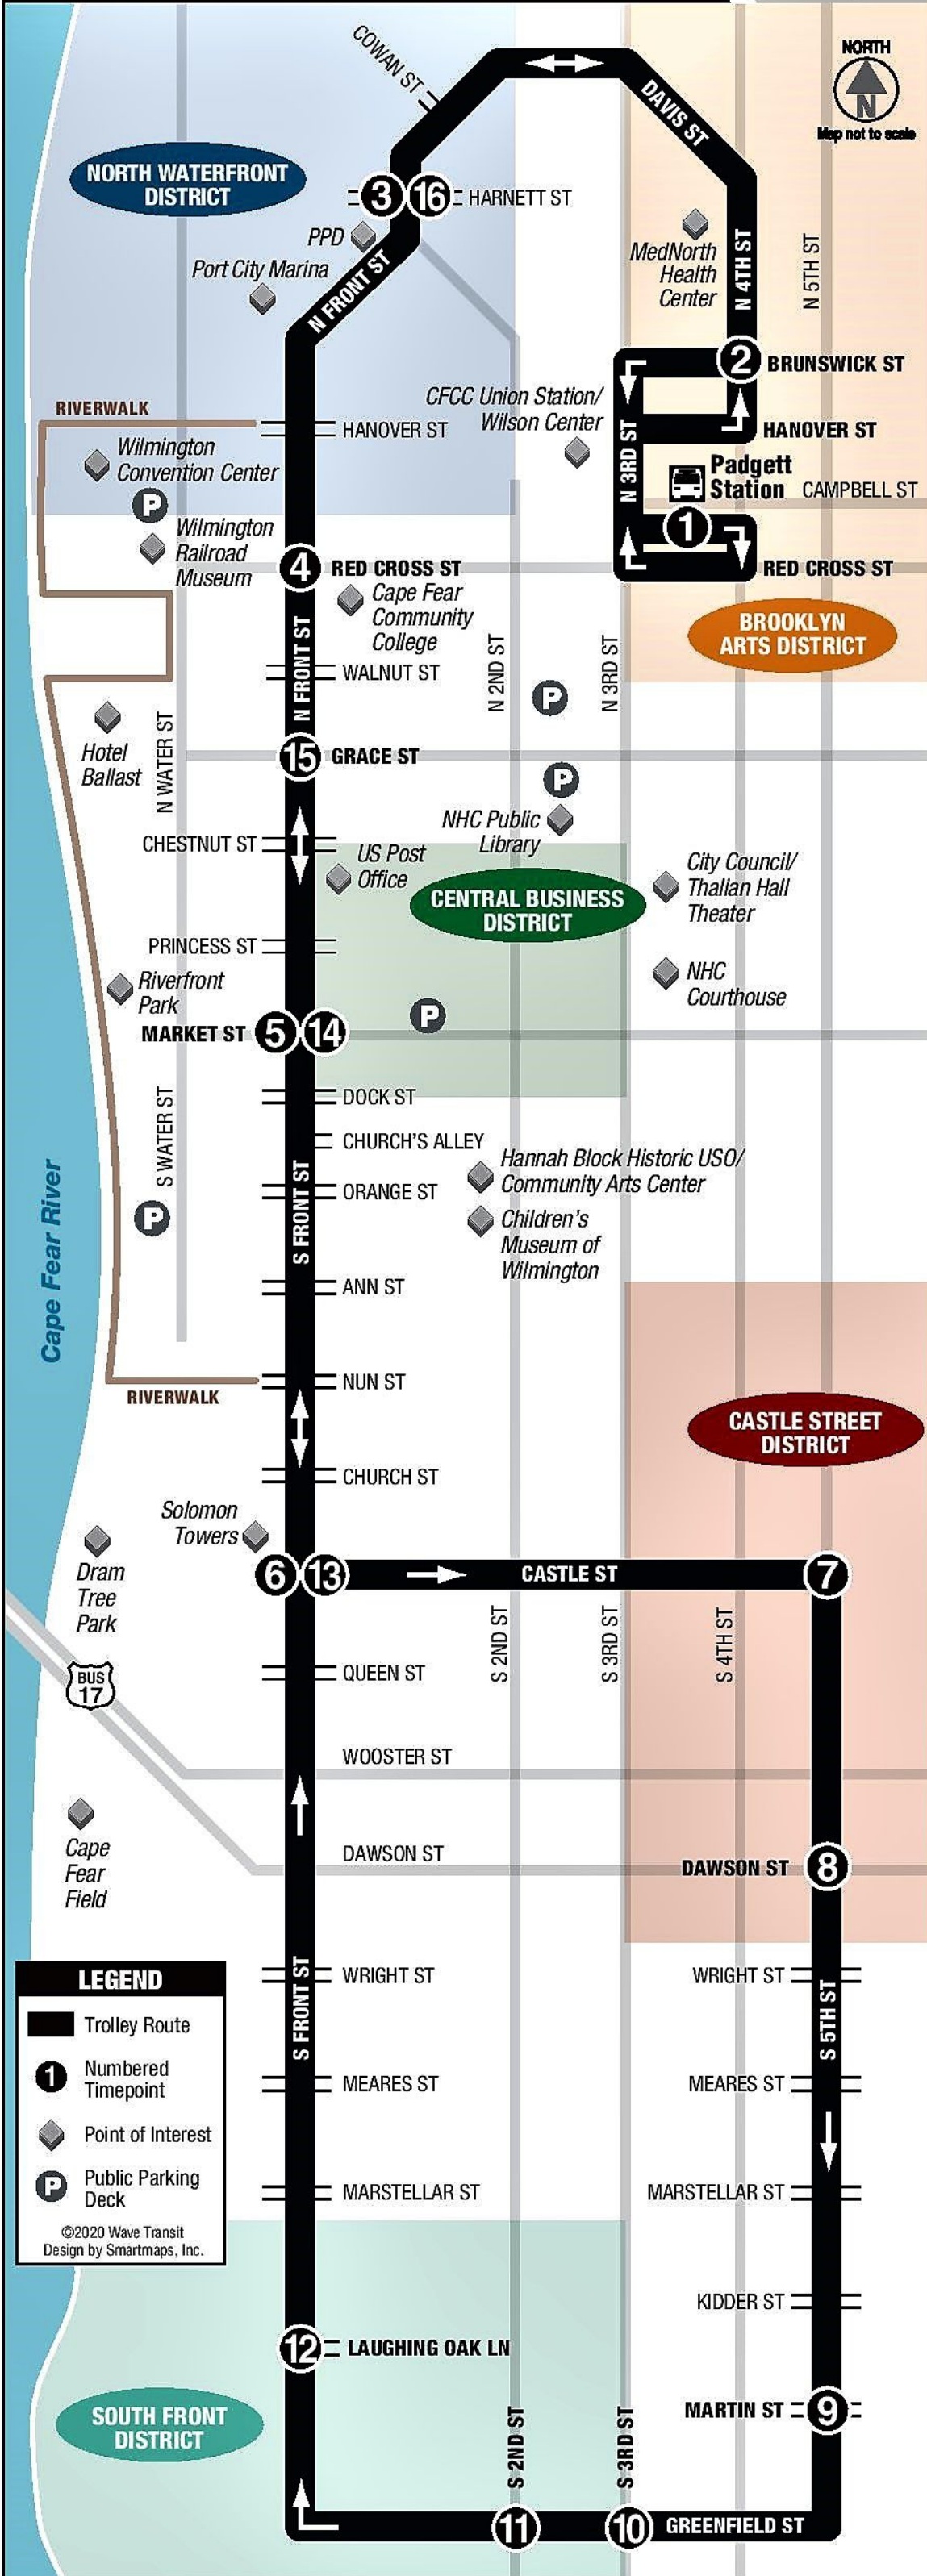 COWAN ST
DAVIS ST
NORTH
N
Map not to scale
NORTH WATERFRONT
DISTRICT
3
16
HARNETT ST
PPD
Port City Marina
N FRONT ST
MedNorth
Health
Center
N 4TH ST
N 5TH ST
2
BRUNSWICK ST
CFCC Union Station/
Wilson Center
RIVERWALK
HANOVER ST
HANOVER ST
N 3RD ST
Wilmington
Convention Center
P
Padgett
Station
CAMPBELL ST
1
Wilmington
Railroad
Museum
4
RED CROSS ST
RED CROSS ST
Cape Fear
Community
College
BROOKLYN
ARTS DISTRICT
N FRONT ST
WALNUT ST
N 2ND ST
N 3RD ST
P
Hotel
Ballast
N WATER ST
15
GRACE ST
P
NHC Public
Library
CHESTNUT ST
US Post
Office
CENTRAL BUSINESS
DISTRICT
City Council/
Thalian Hall
Theater
PRINCESS ST
Riverfront
Park
NHC
Courthouse
P
MARKET ST
5
14
DOCK ST
S WATER ST
CHURCH'S ALLEY
Hannah Block Historic USO/
Community Arts Center
S FRONT ST
ORANGE ST
P
Children's
Museum of
Wilmington
Cape Fear River
ANN ST
NUN ST
RIVERWALK
CASTLE STREET
DISTRICT
CHURCH ST
Solomon
Towers
Dram
Tree
Park
6
13
CASTLE ST
7
S 2ND ST
S 3RD ST
S 4TH ST
BUS
17
QUEEN ST
WOOSTER ST
Cape
Fear
Field
DAWSON ST
DAWSON ST
8
LEGEND
Trolley Route
1
Numbered
Timepoint
Point of Interest
P
Public Parking
Deck
©2020 Wave Transit
Design by Smartmaps, Inc.
S FRONT ST
WRIGHT ST
WRIGHT ST
S 5TH ST
MEARES ST
MEARES ST
MARSTELLAR ST
MARSTELLAR ST
KIDDER ST
12
LAUGHING OAK LN
SOUTH FRONT
DISTRICT
MARTIN ST
9
S 2ND ST
S 3RD ST
11
10
GREENFIELD ST